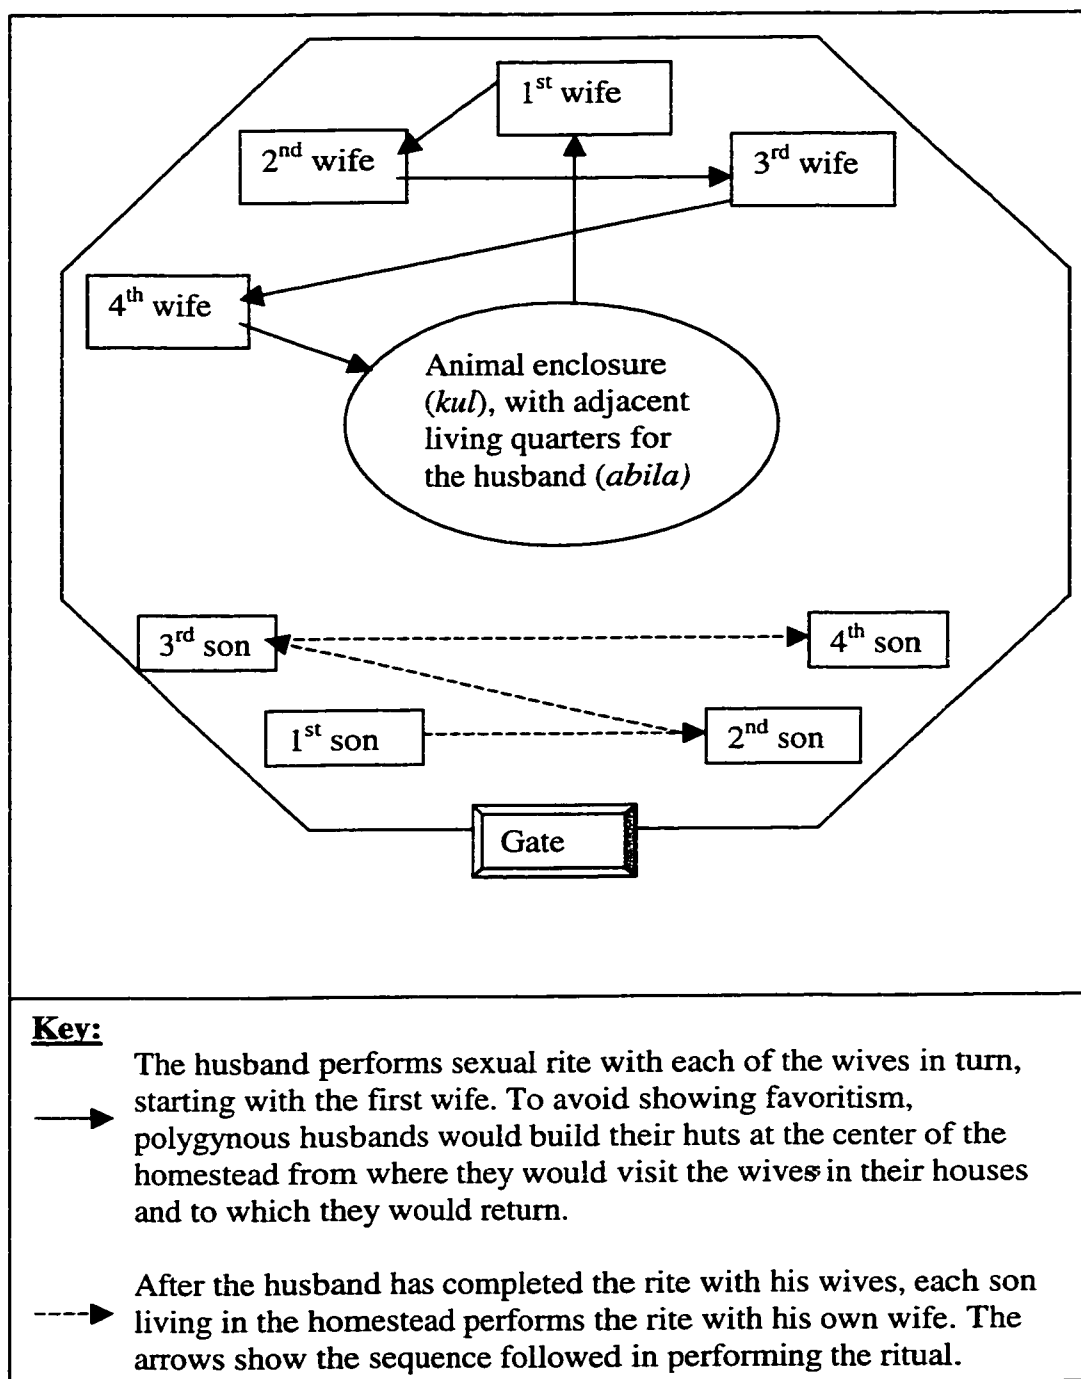 1st wife
2nd wife
3rd wife
4th wife
Animal enclosure
(kul), with adjacent
living quarters for
the husband (abila)
3rd son
4th son
1st son
2nd son
Gate
Key:
The husband performs sexual rite with each of the wives in turn,
starting with the first wife. To avoid showing favoritism,
polygynous husbands would build their huts at the center of the
homestead from where they would visit the wives in their houses
and to which they would return.
After the husband has completed the rite with his wives, each son
living in the homestead performs the rite with his own wife. The
arrows show the sequence followed in performing the ritual.